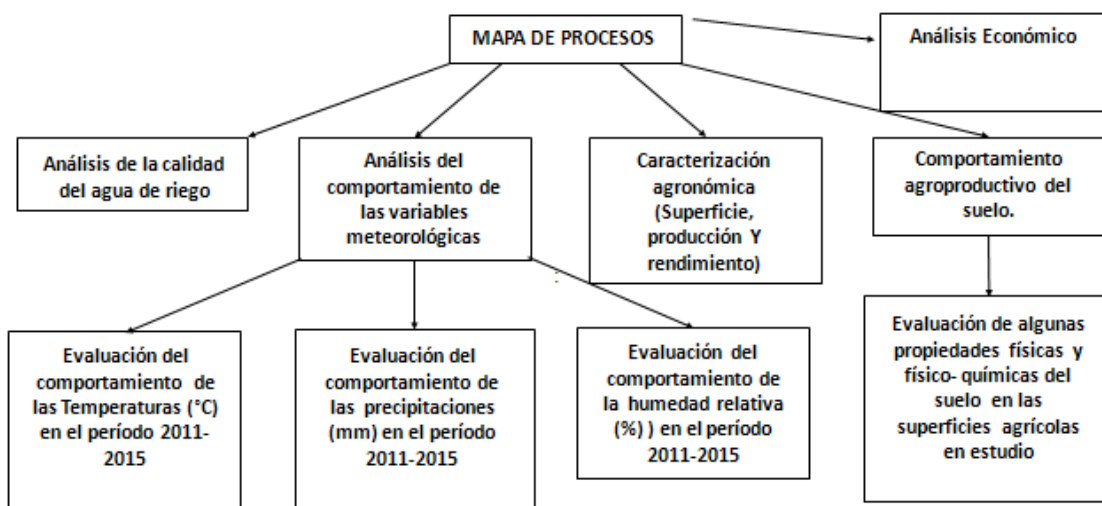 MAPA DE PROCESOS
Análisis Económico
Análisis de la calidad
del agua de riego
Análisis del
comportamiento de
las variables
meteorológicas
Caracterización
agronómica
(Superficie,
producción Y
rendimiento)
Comportamiento
agroproductivo del
suelo.
Evaluación del
comportamiento de
las Temperaturas (°C)
en el período 2011-
2015
Evaluación del
comportamiento de
las precipitaciones
(mm) en el período
2011-2015
:
Evaluación del
comportamiento de
la humedad relativa
(%) ) en el período
2011-2015
Evaluación de algunas
propiedades físicas y
físico- químicas del
suelo en las
superficies agrícolas
en estudio